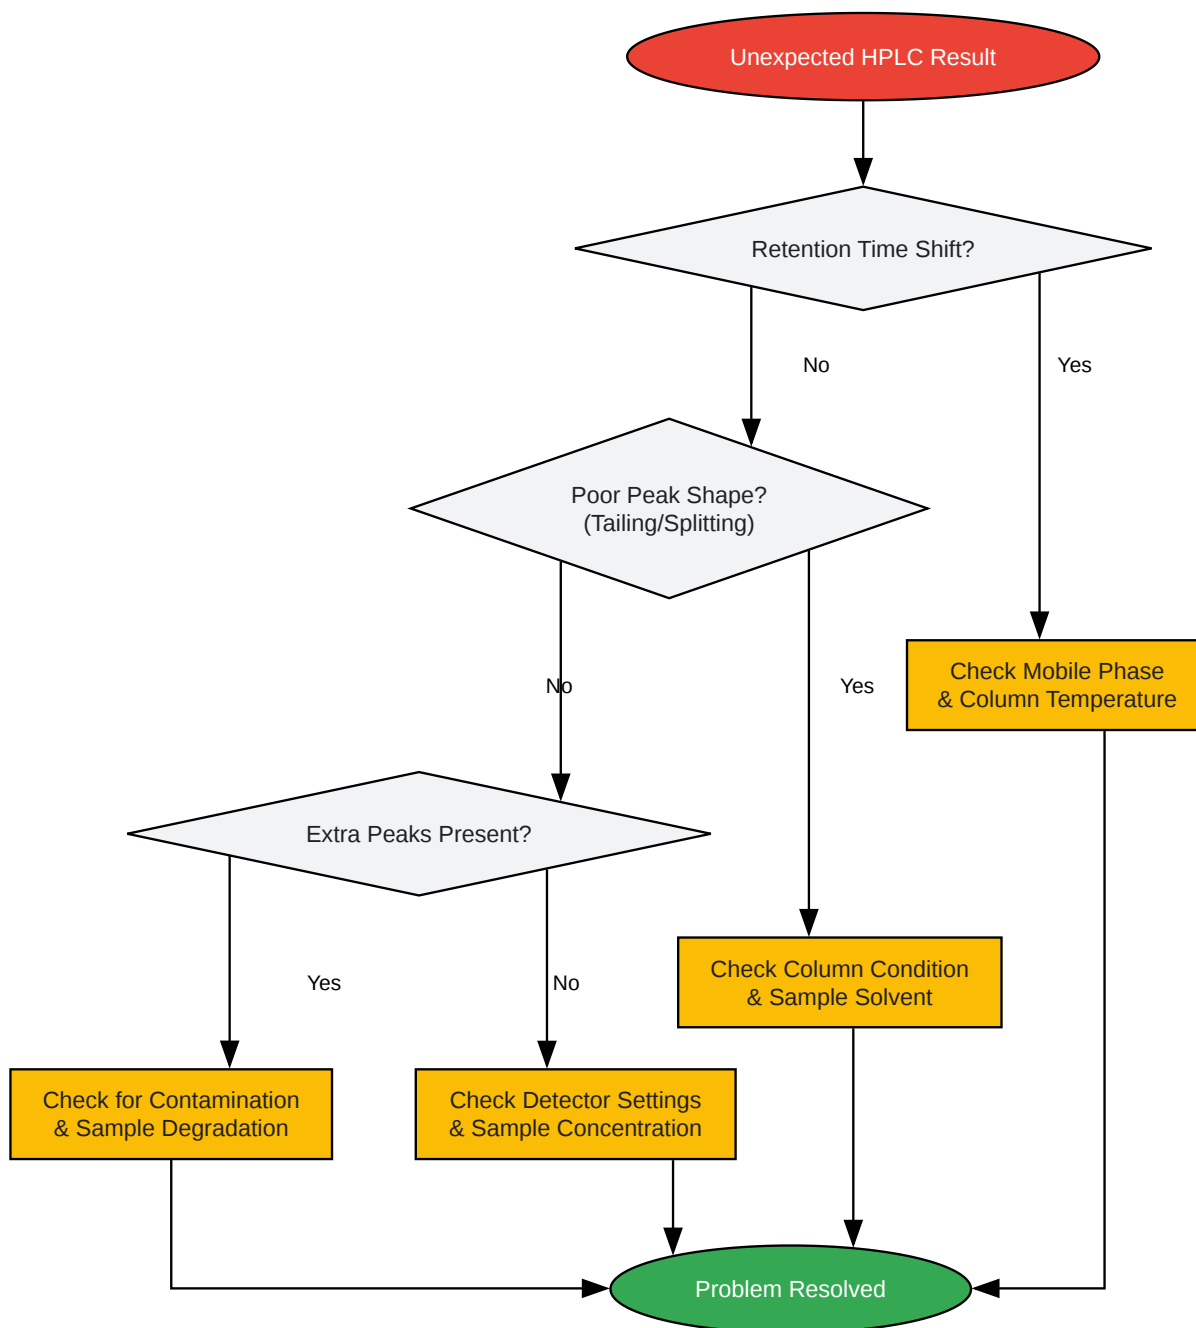 Unexpected HPLC Result
Retention Time Shift?
No
Yes
Poor Peak Shape?
(Tailing/Splitting)
Check Mobile Phase
& Column Temperature
No
Yes
Extra Peaks Present?
Yes
No
Check Column Condition
& Sample Solvent
Check for Contamination
& Sample Degradation
Check Detector Settings
& Sample Concentration
Problem Resolved